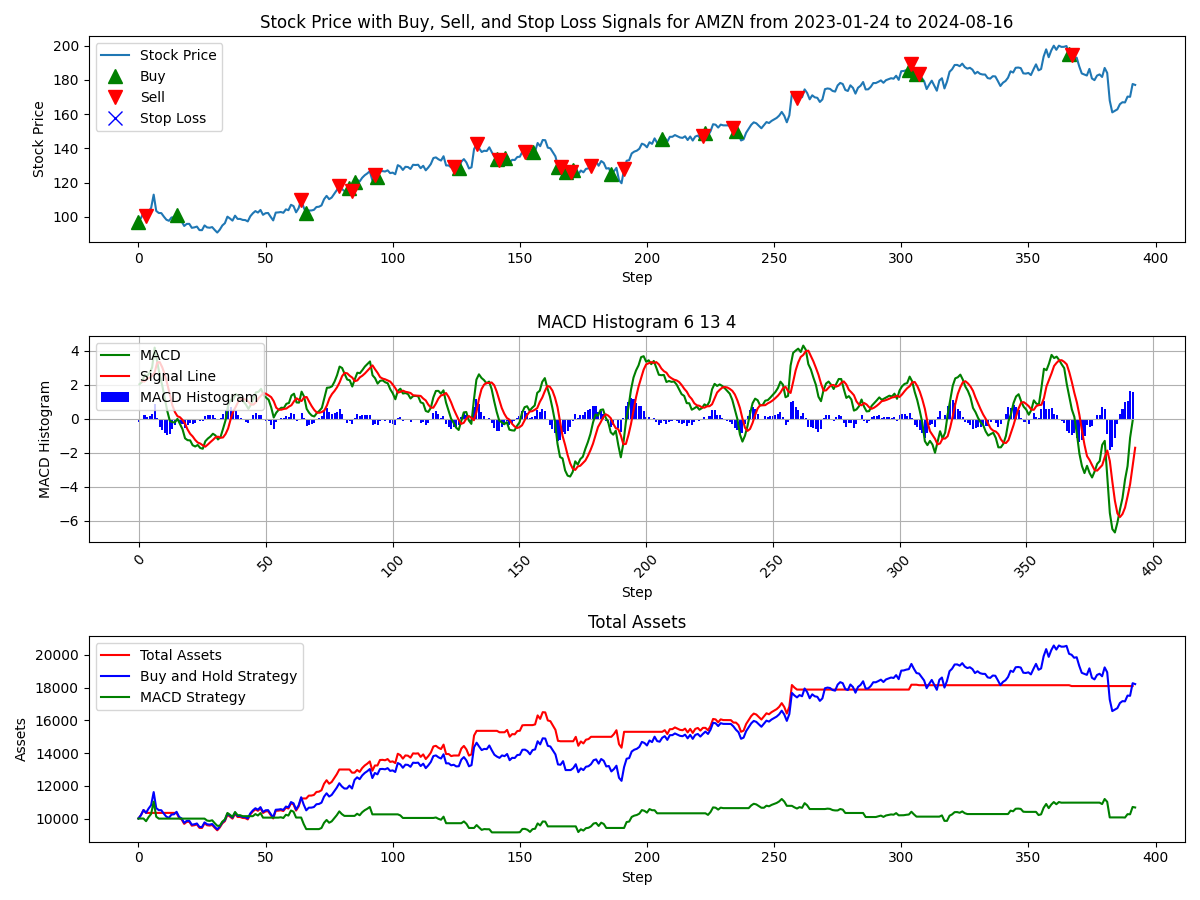 Stock Price with Buy, Sell, and Stop Loss Signals for AMZN from 2023-01-24 to 2024-08-16
Stock Price
Buy
Sell
Stop Loss
Stock Price
200
180
160
140
120
100
0 50 100 150 200 250 300 350 400
Step
MACD Histogram 6 13 4
MACD
Signal Line
MACD Histogram
MACD Histogram
4
2
0
−2
−4
−6
0 50 100 150 200 250 300 350 400
Step
Total Assets
Total Assets
Buy and Hold Strategy
MACD Strategy
Assets
20000
18000
16000
14000
12000
10000
0 50 100 150 200 250 300 350 400
Step